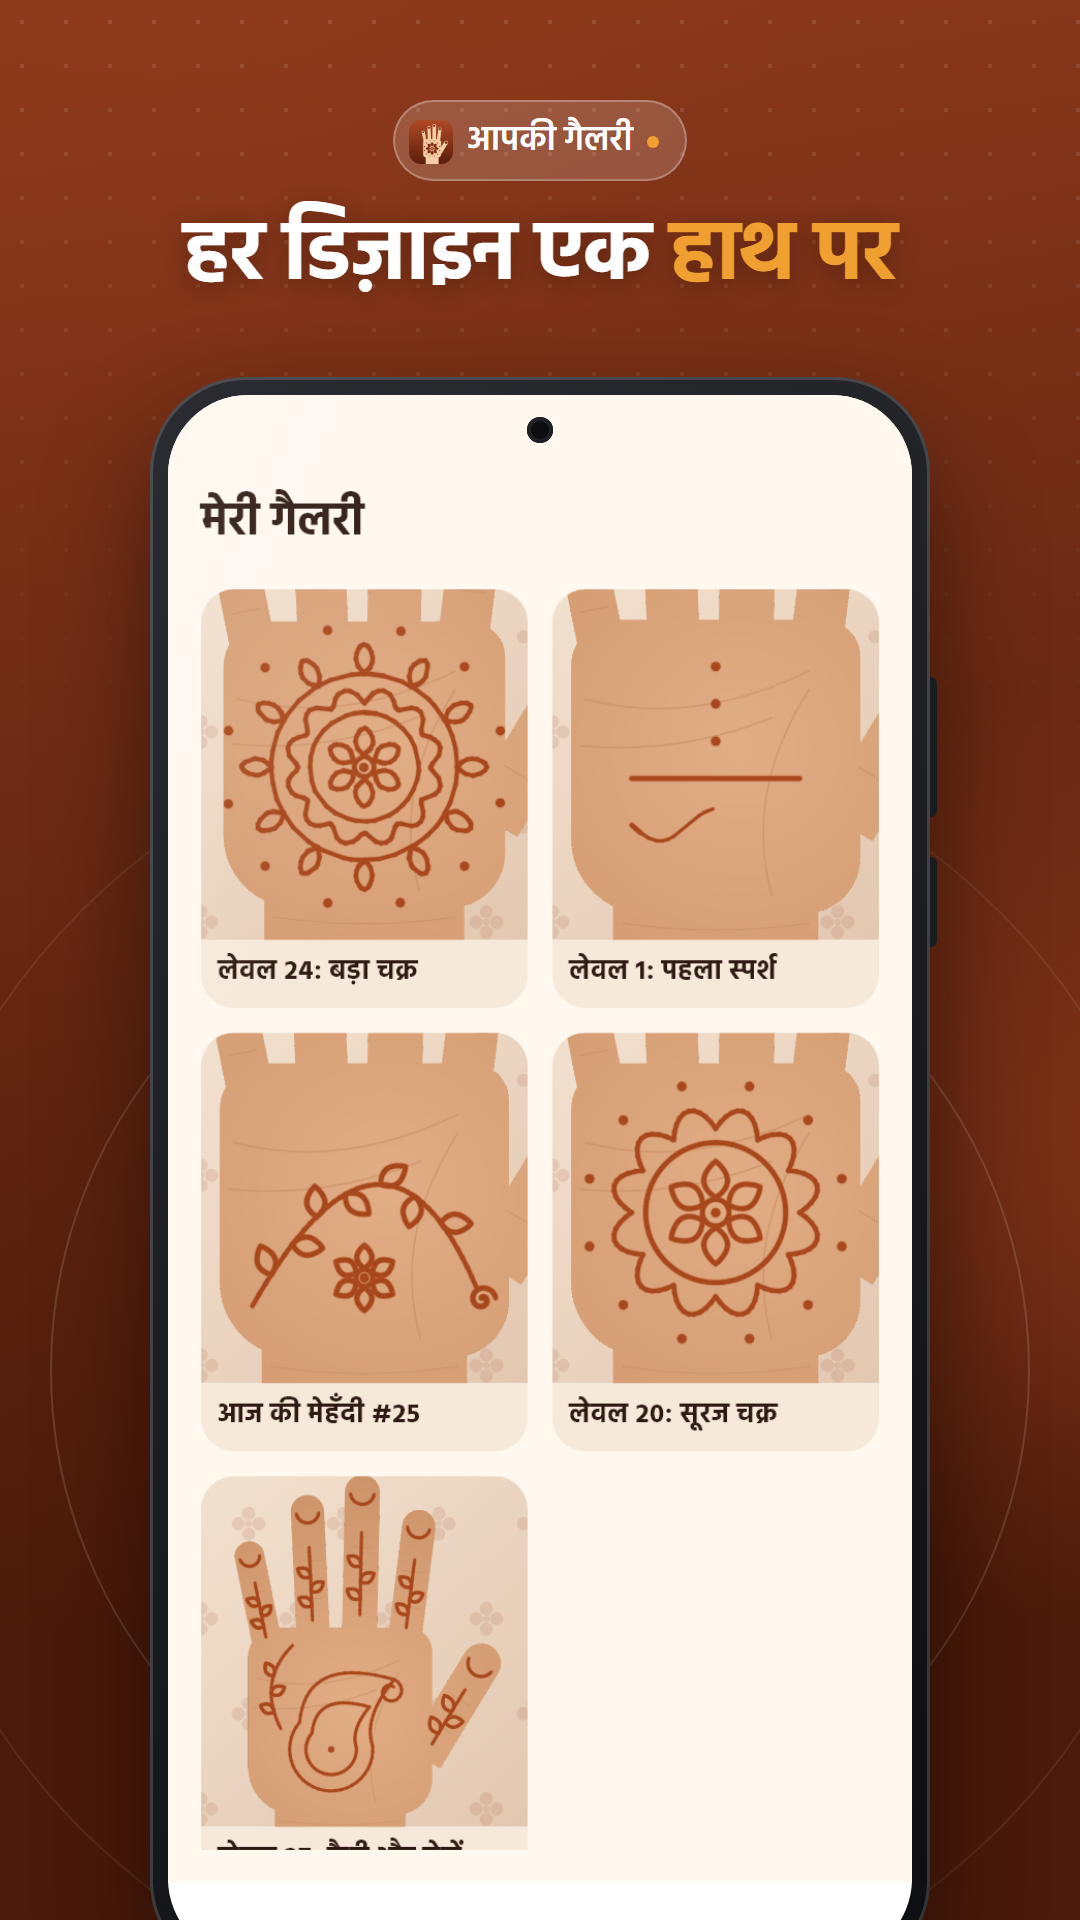 आपकी गैलरी
हर डिज़ाइन एक हाथ पर
मेरी गैलरी
लेवल 24: बड़ा चक्र
लेवल 1: पहला स्पर्श
आज की मेहँदी #25
लेवल 20: सूरज चक्र